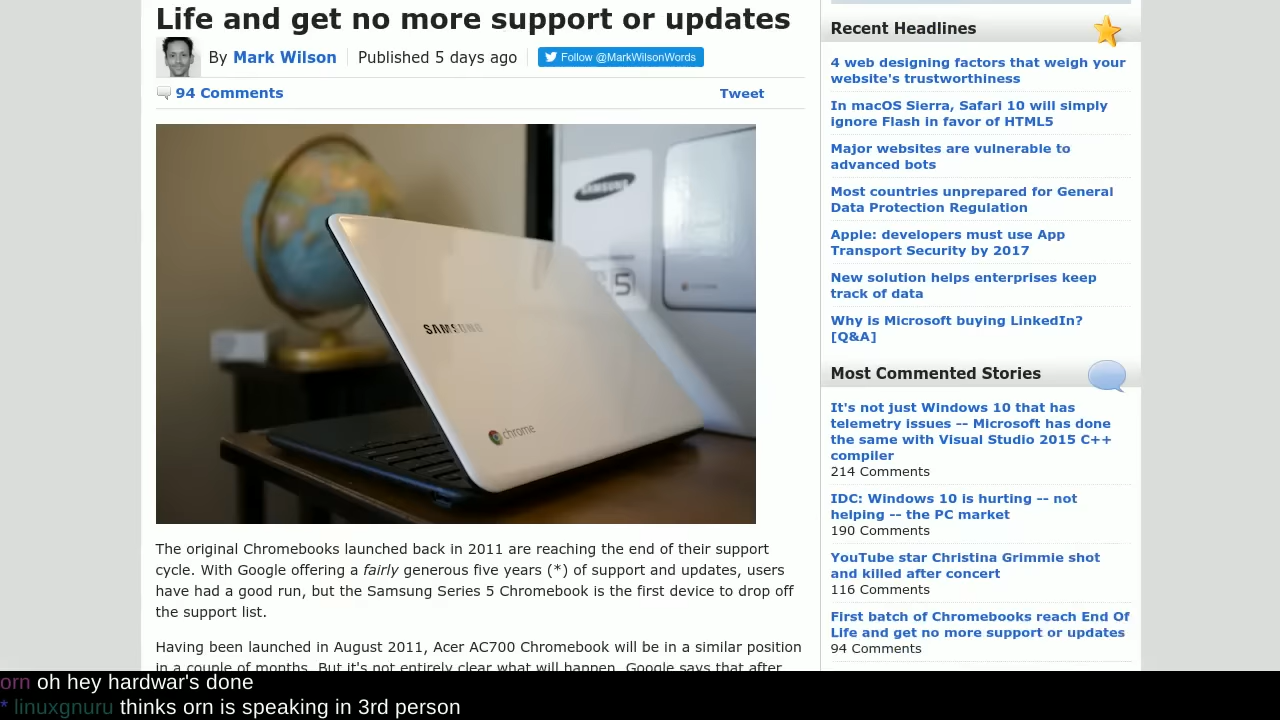 Life and get no more support or updates
By Mark Wilson
Published 5 days ago
Follow @MarkWilsonWords
94 Comments
Tweet
SAMSUNG
SAMSUNG
5
chrome
The original Chromebooks launched back in 2011 are reaching the end of their support
cycle. With Google offering a fairly generous five years (*) of support and updates, users
have had a good run, but the Samsung Series 5 Chromebook is the first device to drop off
the support list.
Having been launched in August 2011, Acer AC700 Chromebook will be in a similar position
in a couple of months. But it's not entirely clear what will happen. Google says that after
Recent Headlines
4 web designing factors that weigh your
website's trustworthiness
In macOS Sierra, Safari 10 will simply
ignore Flash in favor of HTML5
Major websites are vulnerable to
advanced bots
Most countries unprepared for General
Data Protection Regulation
Apple: developers must use App
Transport Security by 2017
New solution helps enterprises keep
track of data
Why is Microsoft buying LinkedIn?
[Q&A]
Most Commented Stories
It's not just Windows 10 that has
telemetry issues -- Microsoft has done
the same with Visual Studio 2015 C++
compiler
214 Comments
IDC: Windows 10 is hurting -- not
helping -- the PC market
190 Comments
YouTube star Christina Grimmie shot
and killed after concert
116 Comments
First batch of Chromebooks reach End Of
Life and get no more support or updates
94 Comments
orn oh hey hardwar's done
* linuxgnuru thinks orn is speaking in 3rd person